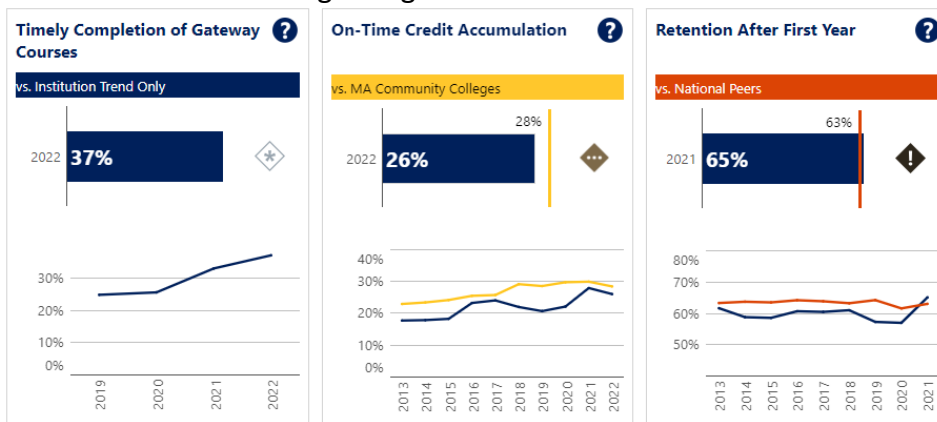 Timely Completion of Gateway ?
Courses
vs. Institution Trend Only
2022 37% *
30%
20%
10%
0%
2019 2020 2021 2022
On-Time Credit Accumulation ?
vs. MA Community Colleges
28%
2022 26%
40%
30%
20%
10%
0%
2013 2014 2015 2016 2017 2018 2019 2020 2021 2022
Retention After First Year ?
vs. National Peers
63%
2021 65% !
80%
70%
60%
50%
2013 2014 2015 2016 2017 2018 2019 2020 2021